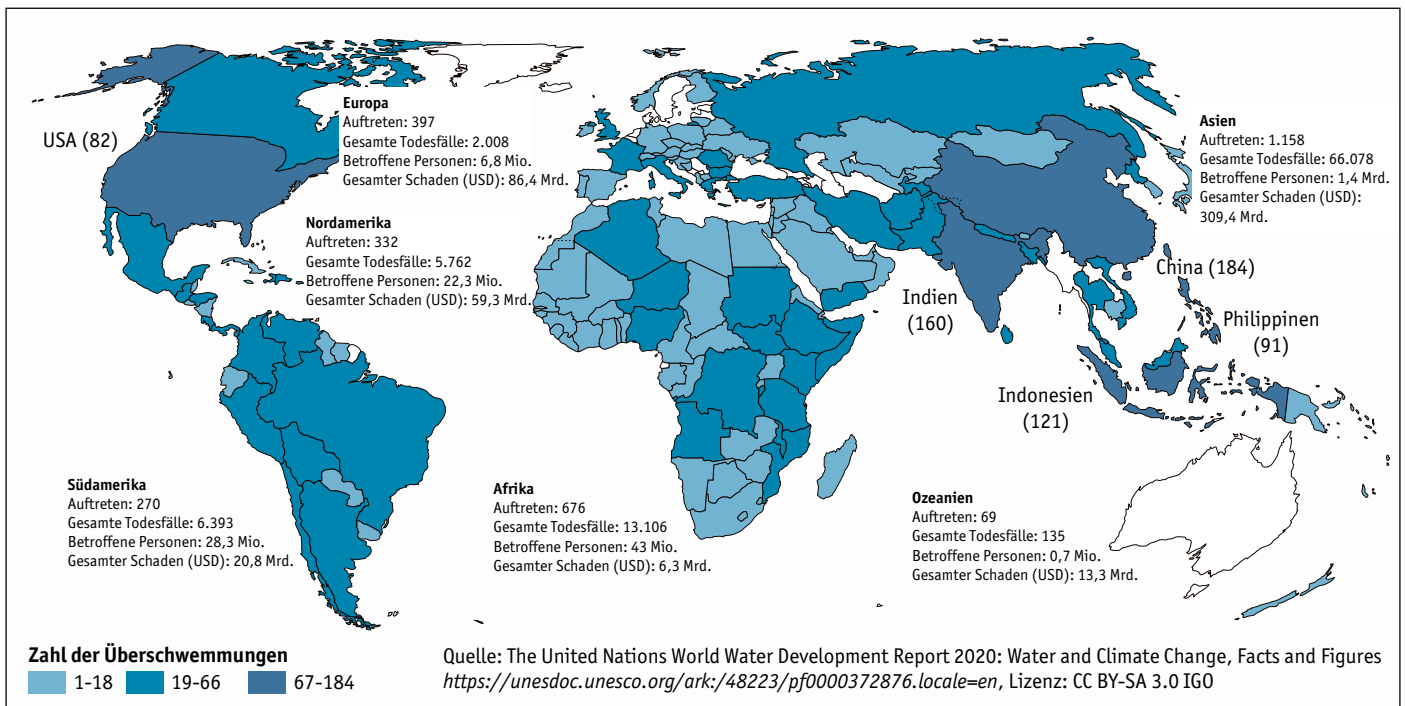 USA (82)
Europa
Auftreten: 397
Gesamte Todesfälle: 2.008
Betroffene Personen: 6,8 Mio.
Gesamter Schaden (USD): 86,4 Mrd.
Asien
Auftreten: 1.158
Gesamte Todesfälle: 66.078
Betroffene Personen: 1,4 Mrd.
Gesamter Schaden (USD):
309,4 Mrd.
Nordamerika
Auftreten: 332
Gesamte Todesfälle: 5.762
Betroffene Personen: 22,3 Mio.
Gesamter Schaden (USD): 59,3 Mrd.
China (184)
Indien
(160)
Philippinen
(91)
Indonesien
(121)
Südamerika
Auftreten: 270
Gesamte Todesfälle: 6.393
Betroffene Personen: 28,3 Mio.
Gesamter Schaden (USD): 20,8 Mrd.
Afrika
Auftreten: 676
Gesamte Todesfälle: 13.106
Betroffene Personen: 43 Mio.
Gesamter Schaden (USD): 6,3 Mrd.
Ozeanien
Auftreten: 69
Gesamte Todesfälle: 135
Betroffene Personen: 0,7 Mio.
Gesamter Schaden (USD): 13,3 Mrd.
Zahl der Überschwemmungen
1-18 19-66 67-184
Quelle: The United Nations World Water Development Report 2020: Water and Climate Change, Facts and Figures
https://unesdoc.unesco.org/ark:/48223/pf0000372876.locale=en, Lizenz: CC BY-SA 3.0 IGO